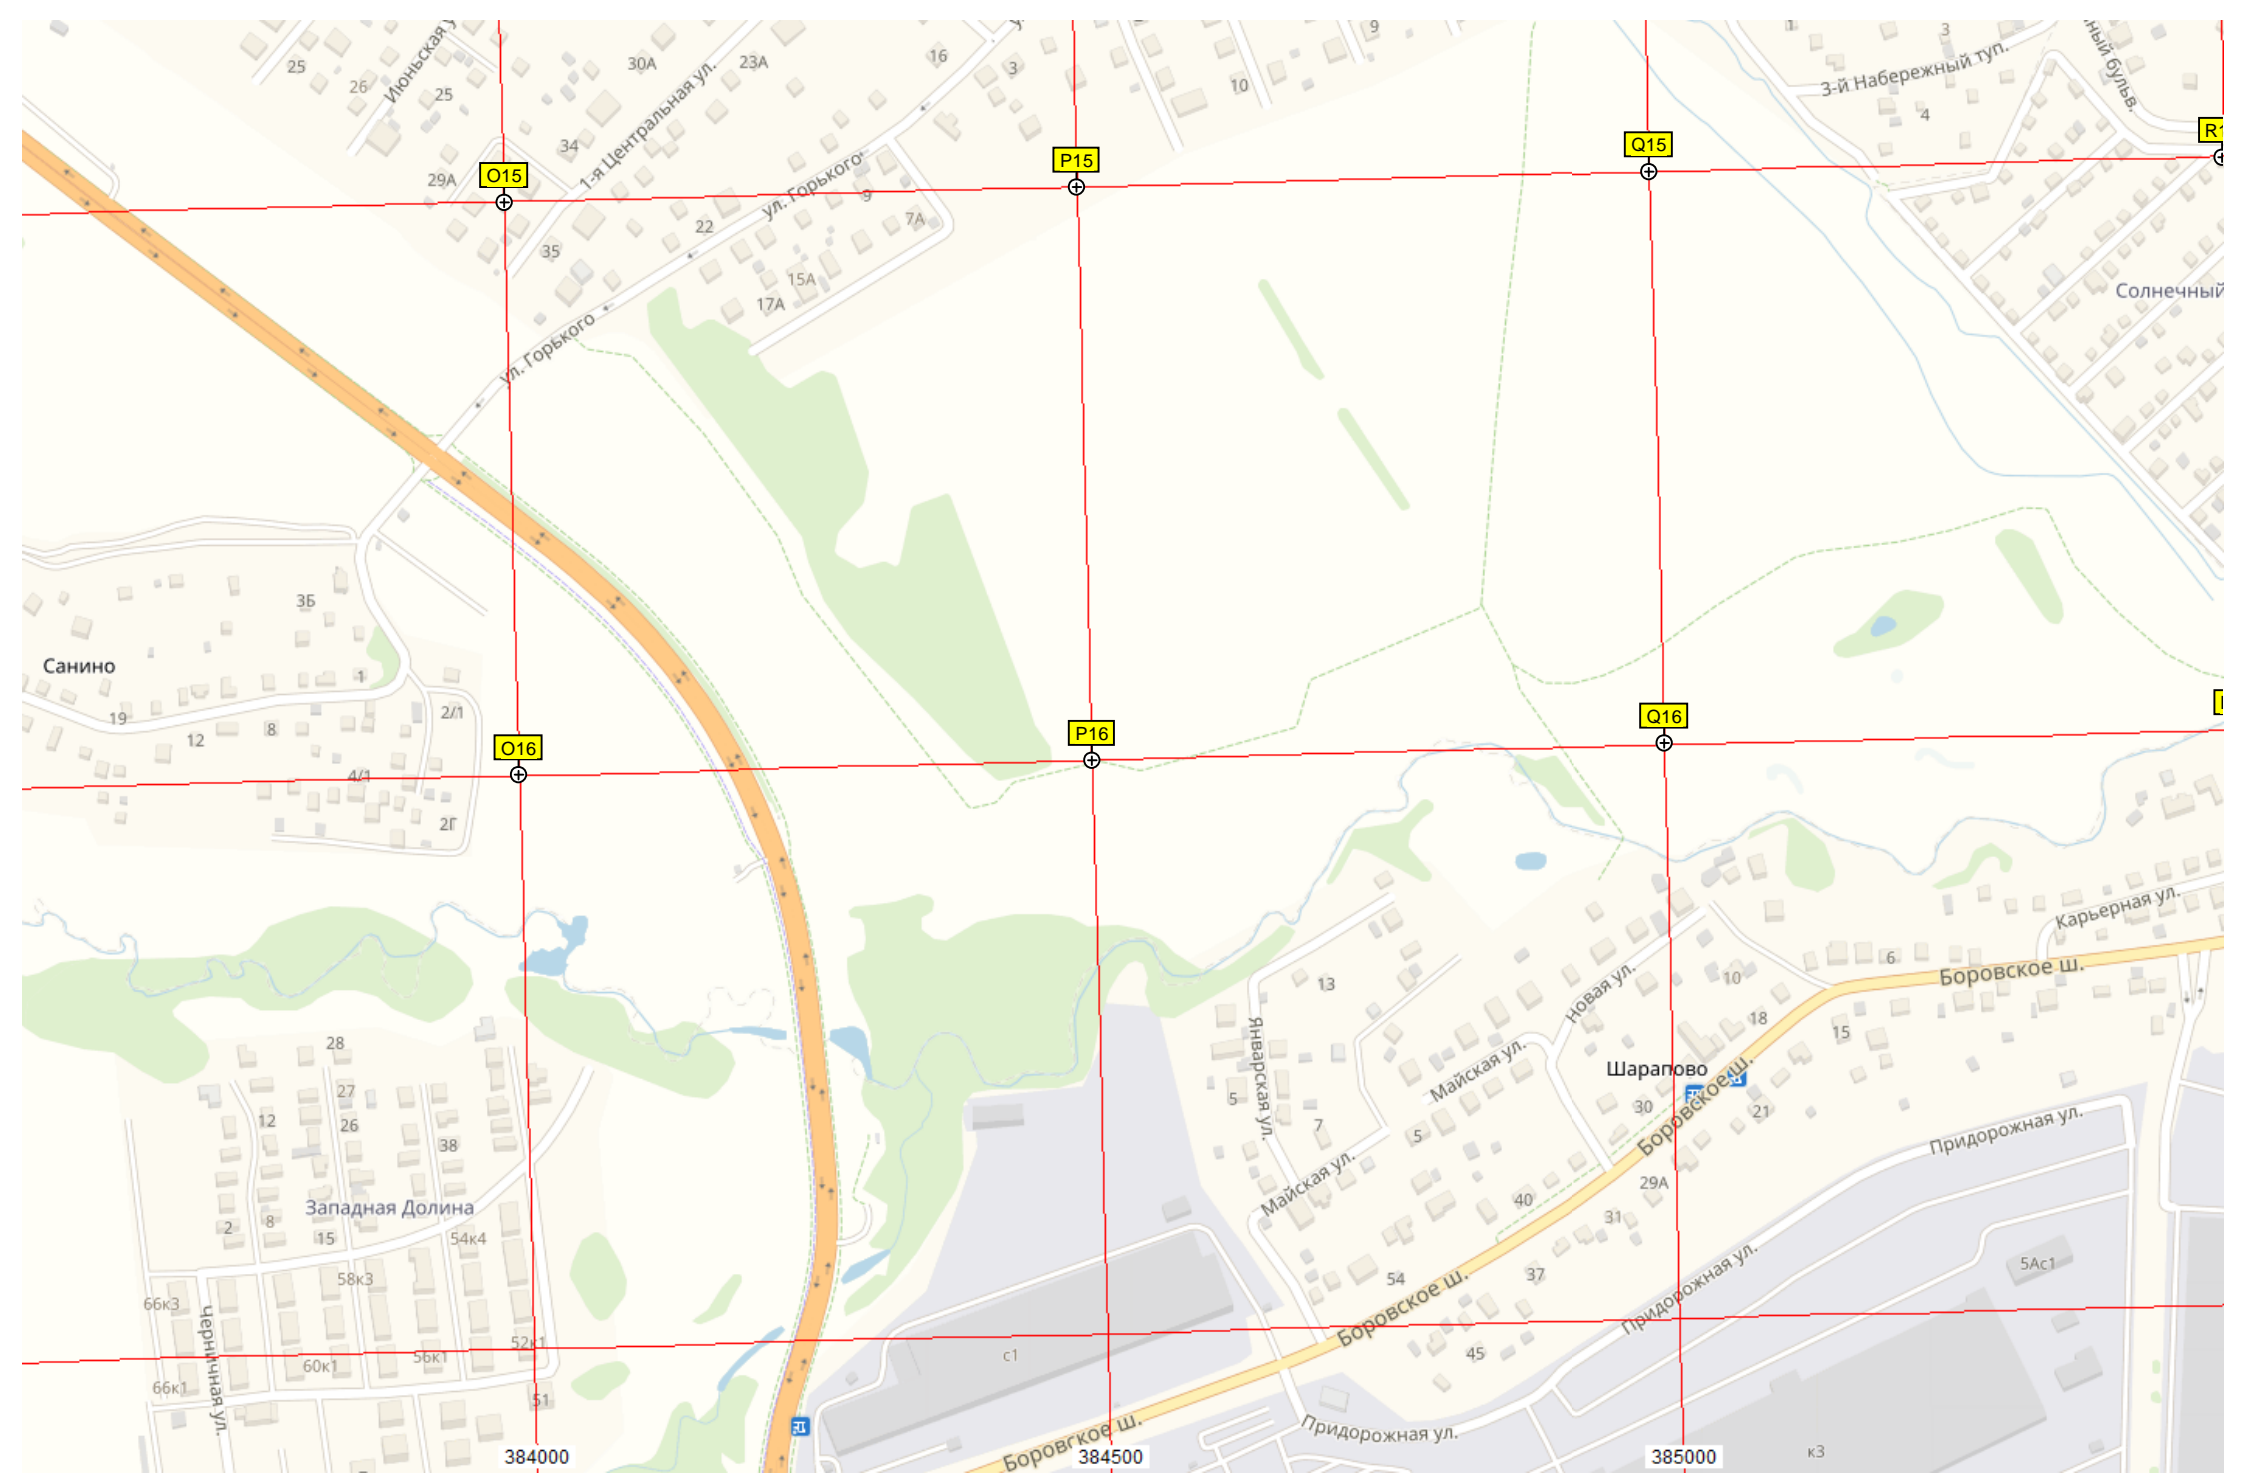 Июньская у
25
26
25
30А
23А
16
3
9
10
1
3
3-й Набережный туп.
4
ный бульв.
1-я Центральная ул.
34
29А
O15
P15
Q15
R1
ул. Горького
9
7А
22
35
15А
17А
Солнечный
ул. Горького
3Б
Санино
1
19
8
12
2/1
4/1
2Г
O16
P16
Q16
Карьерная ул.
6
Боровское ш.
10
Новая ул.
13
18
15
Январская ул.
Майская ул.
Шарапово
28
27
26
12
38
5
7
5
30
21
Боровское ш.
Придорожная ул.
Майская ул.
29А
40
31
Западная Долина
2
8
15
54к4
58к3
66к3
54
37
5Ас1
Придорожная ул.
Боровское ш.
Черничная ул.
52к1
56к1
60к1
66к1
51
с1
45
Придорожная ул.
Боровское ш.
к3
384000
384500
385000